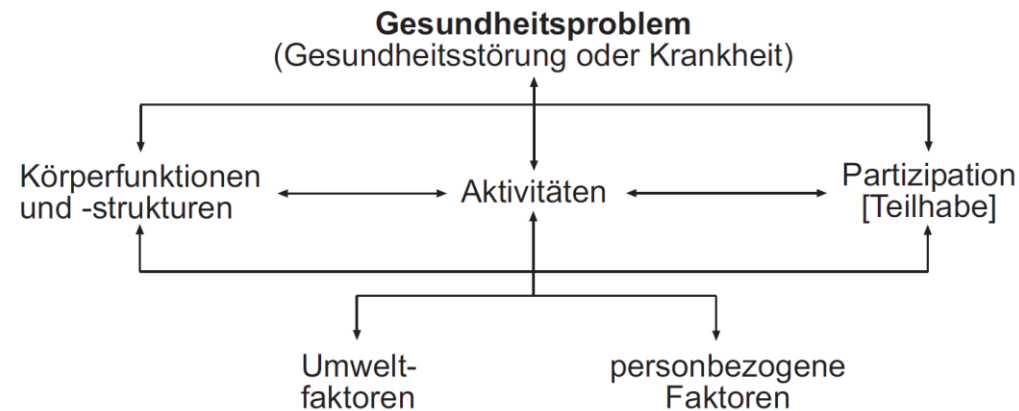 Gesundheitsproblem
(Gesundheitsstörung oder Krankheit)
Körperfunktionen
und -strukturen
Aktivitäten
Partizipation
[Teilhabe]
Umwelt-
faktoren
personbezogene
Faktoren